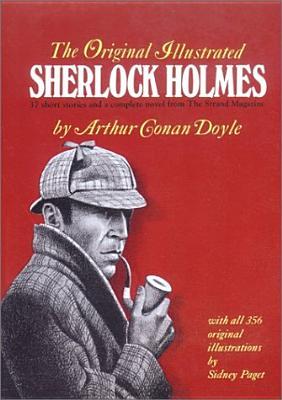 The Original Illustrated
SHERLOCK HOLMES
37 short stories and a complete novel from The Strand Magazine
by Arthur Conan Doyle
with all 356
original
illustrations
by
Sidney Paget